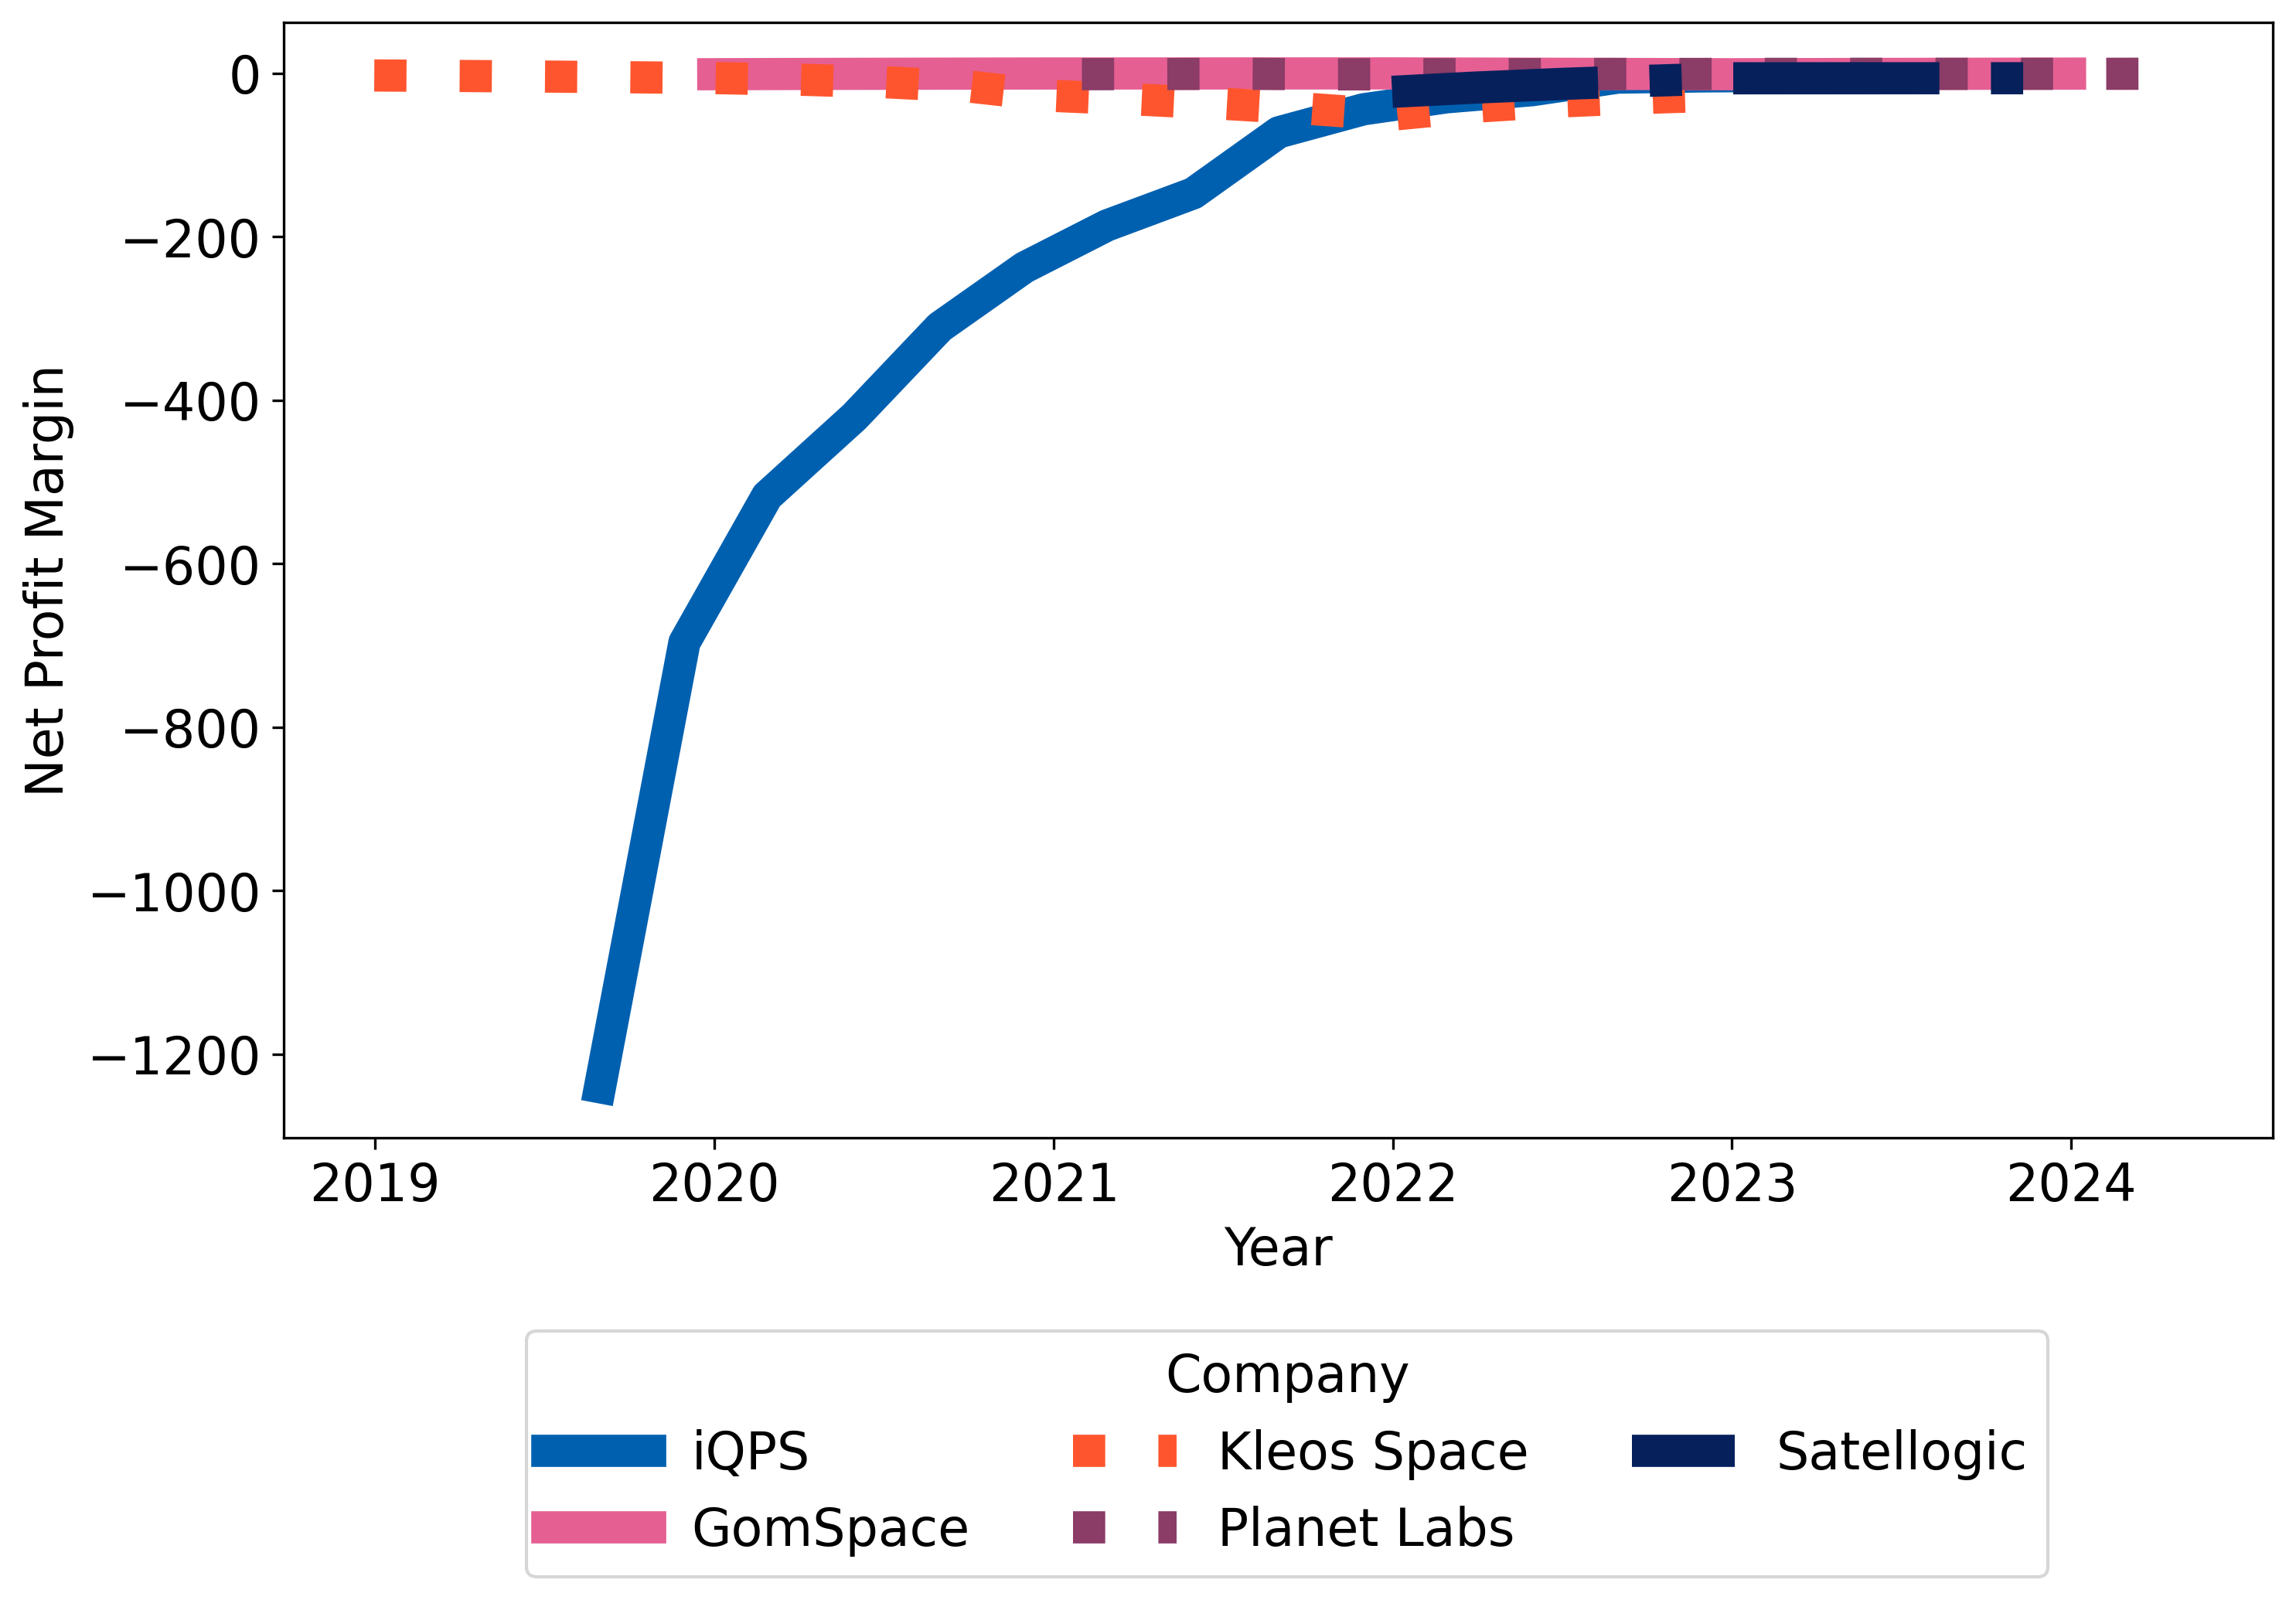 0
−200
−400
−600
−800
−1000
−1200
Net Profit Margin
2019 2020 2021 2022 2023 2024
Year
Company
iQPS Kleos Space Satellogic
GomSpace Planet Labs